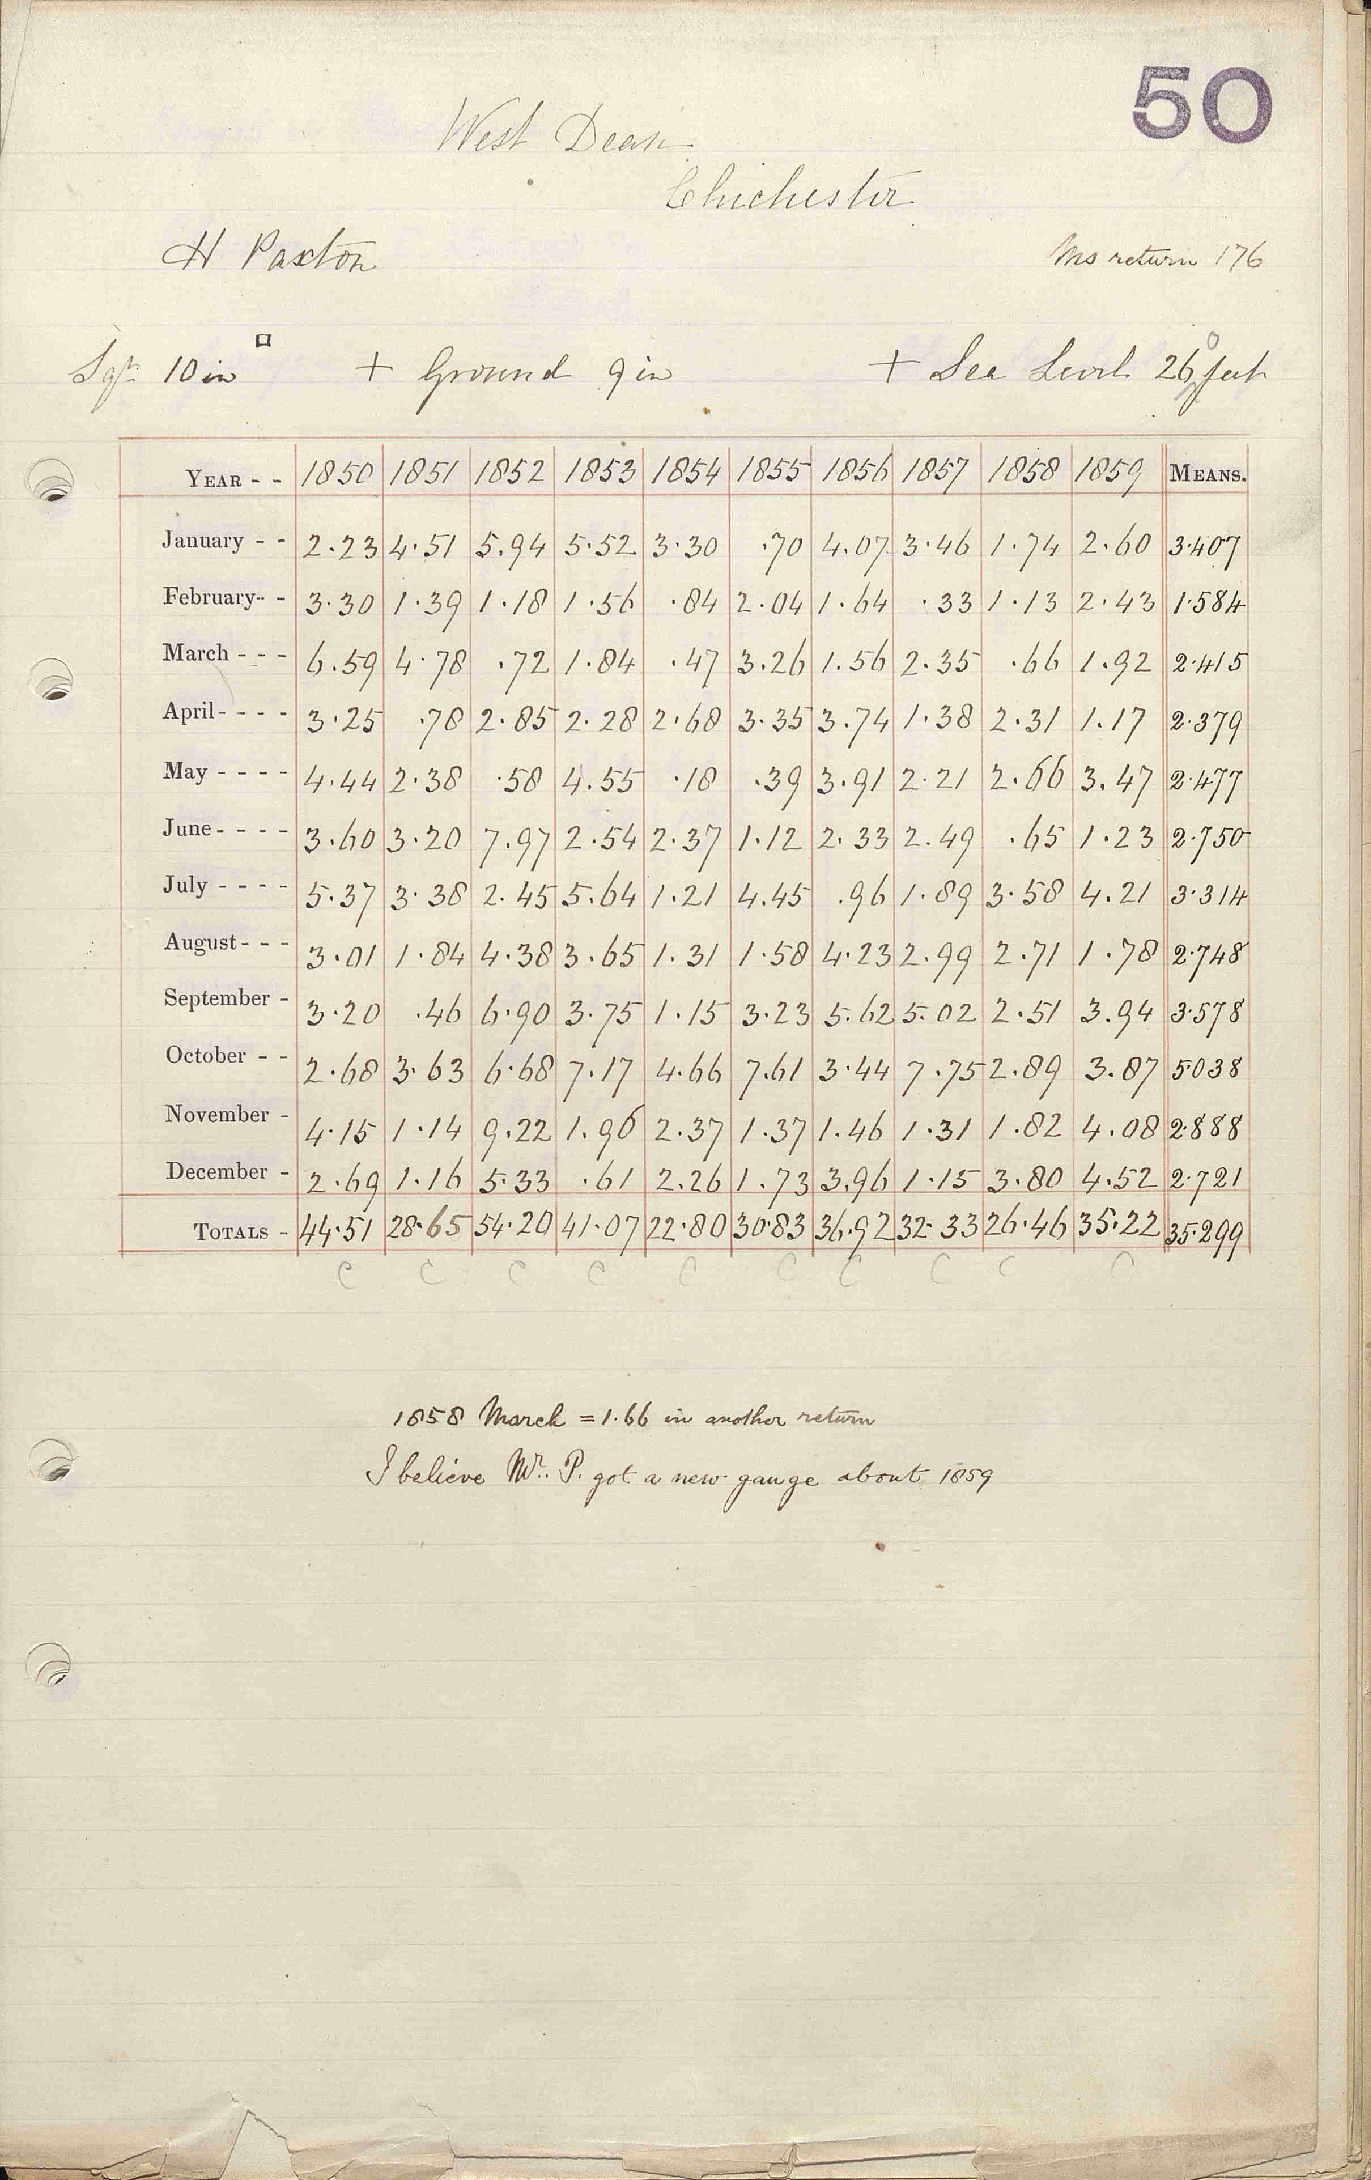 50
West Dean
Chichester
H Paxton Ms return 176
Sqr 10 in □ + Ground 9 in + Sea Level 260 feet
YEAR - - 1850 1851 1852 1853 1854 1855 1856 1857 1858 1859 MEANS.
January - - 2.23 4.51 5.94 5.52 3.30 .70 4.07 3.46 1.74 2.60 3.407
February- - 3.30 1.39 1.18 1.56 .84 2.04 1.64 .33 1.13 2.43 1.584
March - - - 6.59 4.78 .72 1.84 .47 3.26 1.56 2.35 .66 1.92 2.415
April - - - - 3.25 .78 2.85 2.28 2.68 3.35 3.74 1.38 2.31 1.17 2.379
May - - - - 4.44 2.38 .58 4.55 .18 .39 3.91 2.21 2.66 3.47 2.477
June - - - - 3.60 3.20 7.97 2.54 2.37 1.12 2.33 2.49 .65 1.23 2.750
July - - - - 5.37 3.38 2.45 5.64 1.21 4.45 .96 1.89 3.58 4.21 3.314
August - - - 3.01 1.84 4.38 3.65 1.31 1.58 4.23 2.99 2.71 1.78 2.748
September - 3.20 .46 6.90 3.75 1.15 3.23 5.62 5.02 2.51 3.94 3.578
October - - 2.68 3.63 6.68 7.17 4.66 7.61 3.44 7.75 2.89 3.87 5.038
November - 4.15 1.14 9.22 1.96 2.37 1.37 1.46 1.31 1.82 4.08 2.888
December - 2.69 1.16 5.33 .61 2.26 1.73 3.96 1.15 3.80 4.52 2.721
TOTALS - 44.51 28.65 54.20 41.07 22.80 30.83 36.92 32.33 26.46 35.22 35.299
C C C C C C C C C C
1858 March = 1.66 in another return
I believe Mr. P. got a new gauge about 1859